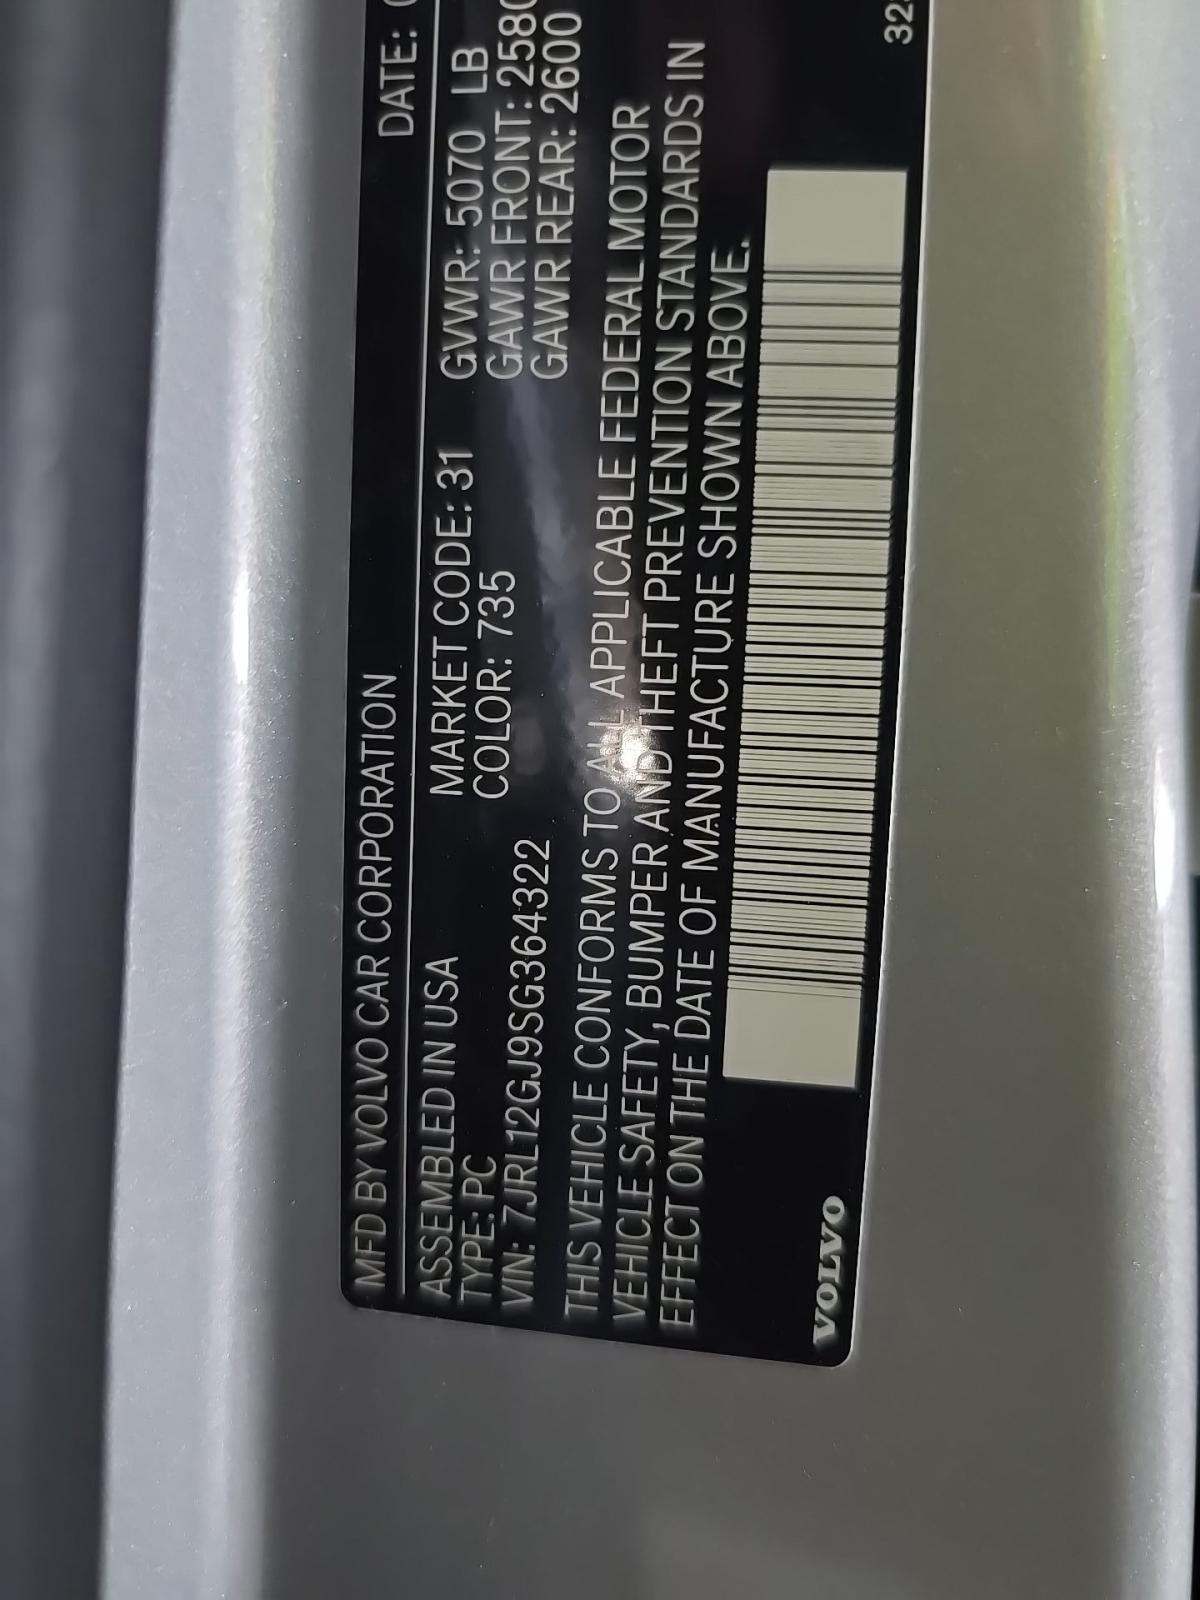 MFD BY VOLVO CAR CORPORATION DATE:
ASSEMBLED IN USA MARKET CODE: 31 GVWR: 5070 LB
TYPE: PC COLOR: 735 GAWR FRONT: 2580
VIN: 7JRL12GJ9SG364322 GAWR REAR: 2600
THIS VEHICLE CONFORMS TO ALL APPLICABLE FEDERAL MOTOR
VEHICLE SAFETY, BUMPER AND THEFT PREVENTION STANDARDS IN
EFFECT ON THE DATE OF MANUFACTURE SHOWN ABOVE.
VOLVO